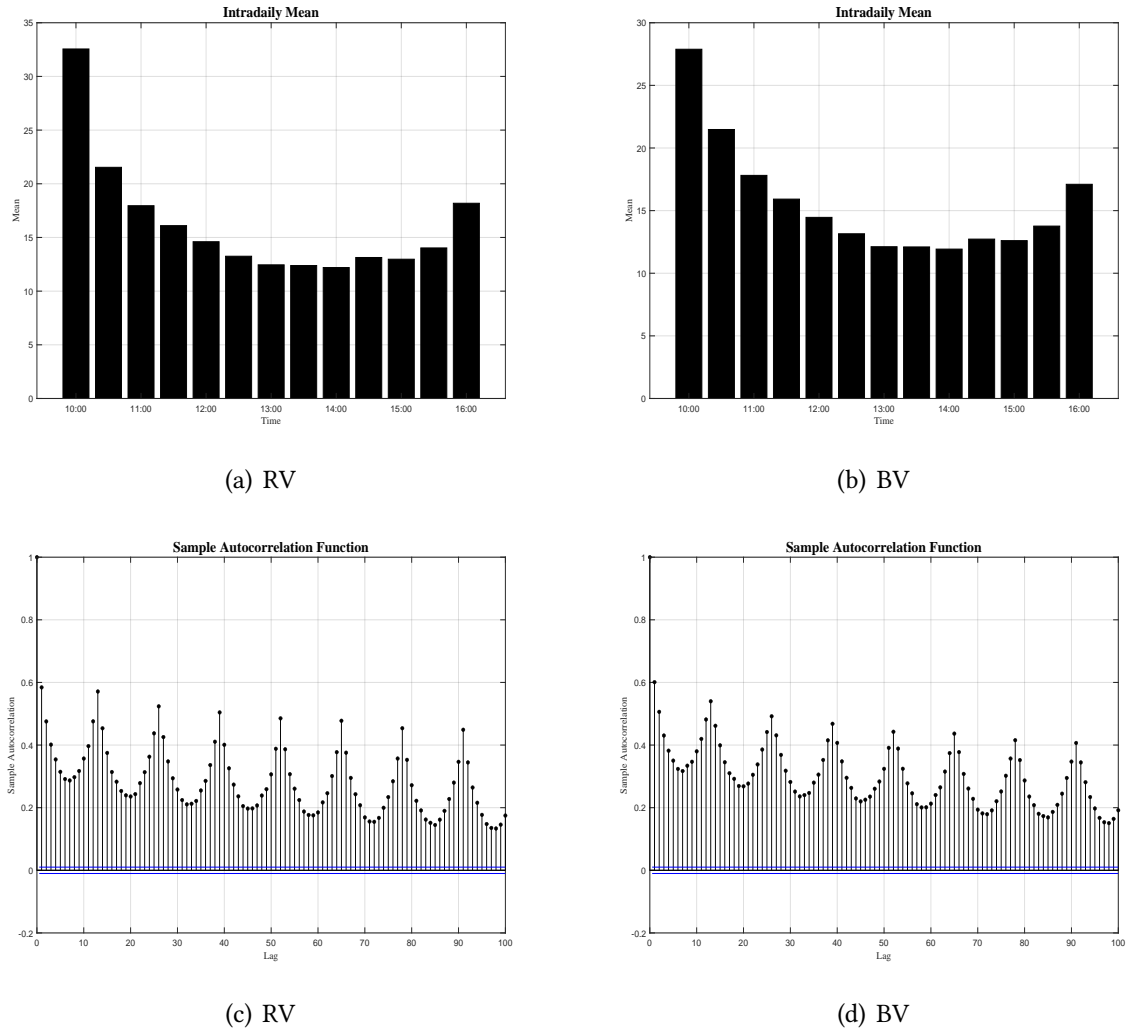 Intradaily Mean
35
30
25
20
15
10
5
0
Mean
10:00 11:00 12:00 13:00 14:00 15:00 16:00
Time
(a) RV
Intradaily Mean
30
25
20
15
10
5
0
Mean
10:00 11:00 12:00 13:00 14:00 15:00 16:00
Time
(b) BV
Sample Autocorrelation Function
1
0.8
0.6
0.4
0.2
0
-0.2
Sample Autocorrelation
0 10 20 30 40 50 60 70 80 90 100
Lag
(c) RV
Sample Autocorrelation Function
1
0.8
0.6
0.4
0.2
0
-0.2
Sample Autocorrelation
0 10 20 30 40 50 60 70 80 90 100
Lag
(d) BV